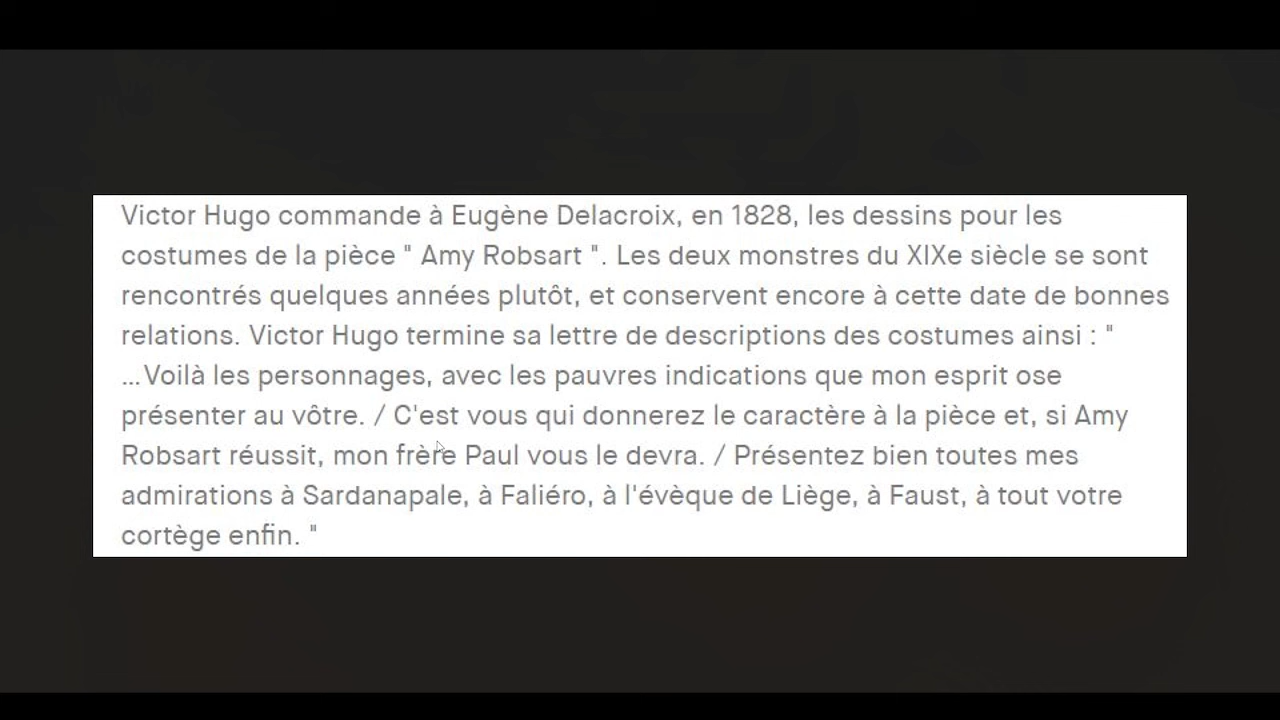 Victor Hugo commande à Eugène Delacroix, en 1828, les dessins pour les
costumes de la pièce " Amy Robsart ". Les deux monstres du XIXe siècle se sont
rencontrés quelques années plutôt, et conservent encore à cette date de bonnes
relations. Victor Hugo termine sa lettre de descriptions des costumes ainsi : "
...Voilà les personnages, avec les pauvres indications que mon esprit ose
présenter au vôtre. / C'est vous qui donnerez le caractère à la pièce et, si Amy
Robsart réussit, mon frère Paul vous le devra. / Présentez bien toutes mes
admirations à Sardanapale, à Faliéro, à l'évèque de Liège, à Faust, à tout votre
cortège enfin. "